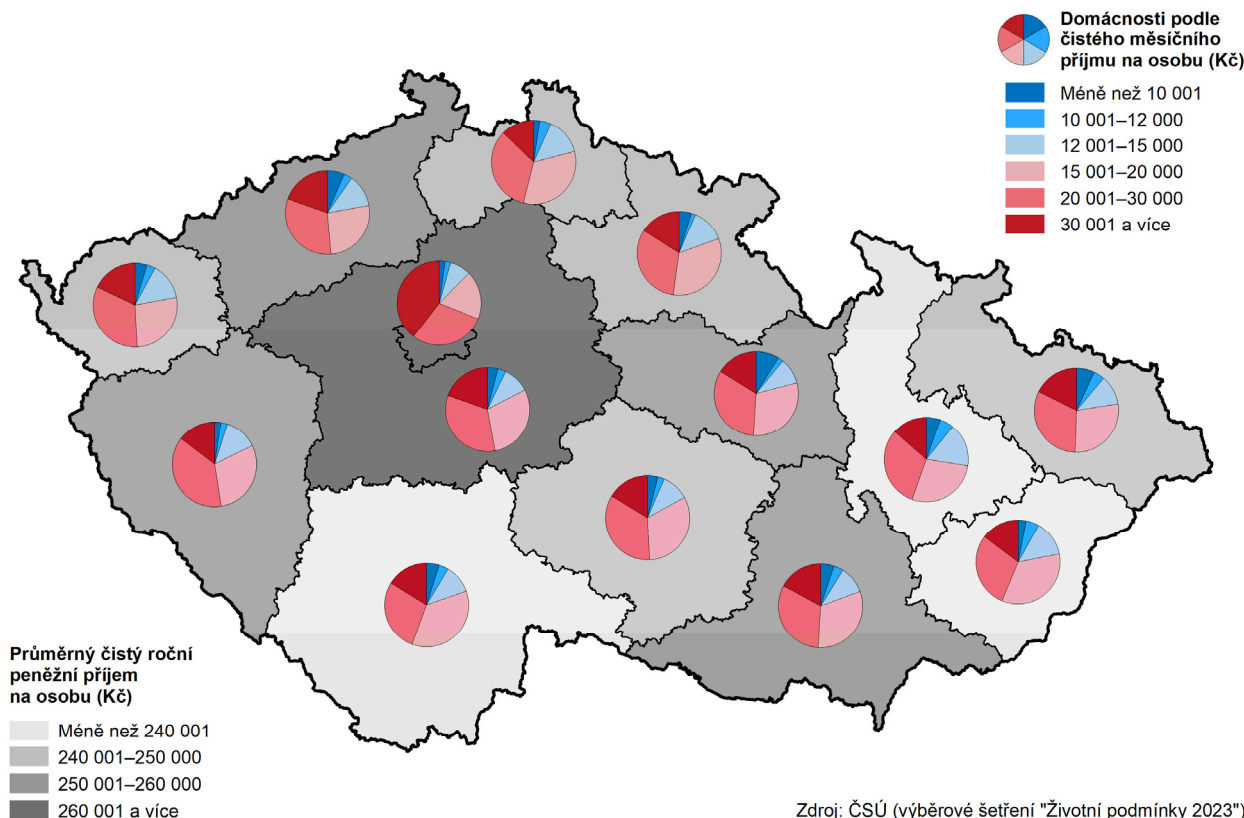 Domácnosti podle
čistého měsíčního
příjmu na osobu (Kč)
Méně než 10 001
10 001–12 000
12 001–15 000
15 001–20 000
20 001–30 000
30 001 a více
Průměrný čistý roční
peněžní příjem
na osobu (Kč)
Méně než 240 001
240 001–250 000
250 001–260 000
260 001 a více
Zdroj: ČSÚ (výběrové šetření "Životní podmínky 2023")